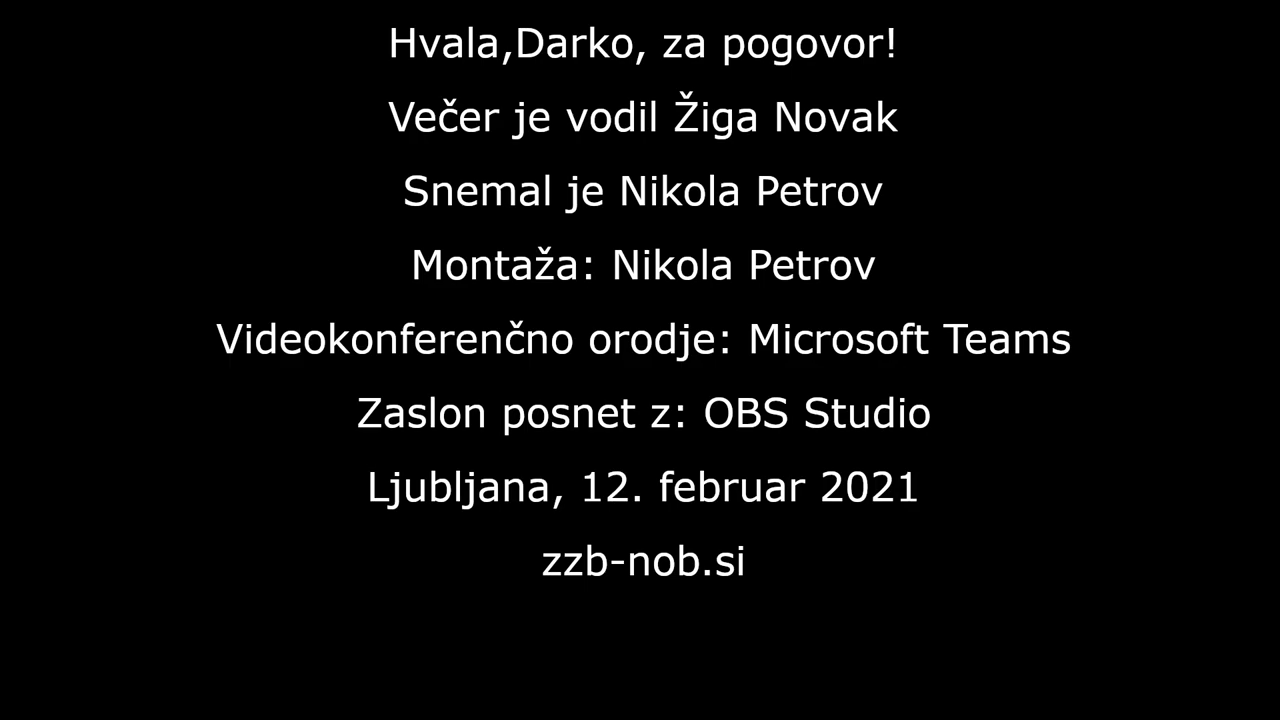 Hvala,Darko, za pogovor!
Večer je vodil Žiga Novak
Snemal je Nikola Petrov
Montaža: Nikola Petrov
Videokonferenčno orodje: Microsoft Teams
Zaslon posnet z: OBS Studio
Ljubljana, 12. februar 2021
zzb-nob.si